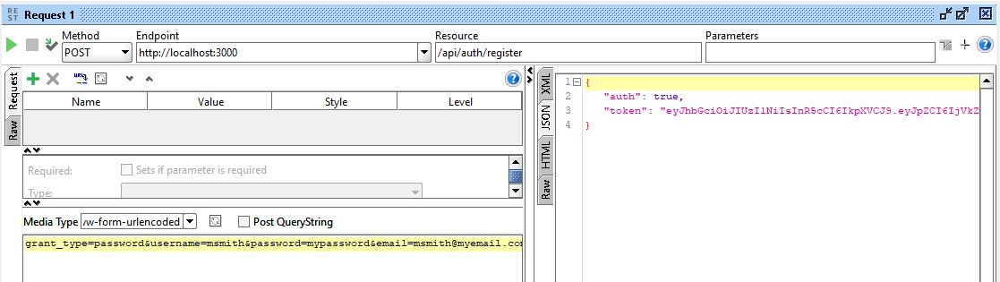 RE
ST
Request 1
Method
Endpoint
Resource
Parameters
POST
http://localhost:3000
/api/auth/register
Request
Raw
Name Value Style Level
Required:
Sets if parameter is required
Type:
Media Type
/w-form-urlencoded
Post QueryString
grant_type=password&username=msmith&password=mypassword&email=msmith@myemail.co
XML
JSON
HTML
Raw
1 {
2 "auth": true,
3 "token": "eyJhbGciOiJIUzI1NiIsInR5cCI6IkpXVCJ9.eyJpZCI6IjVkZ
4 }